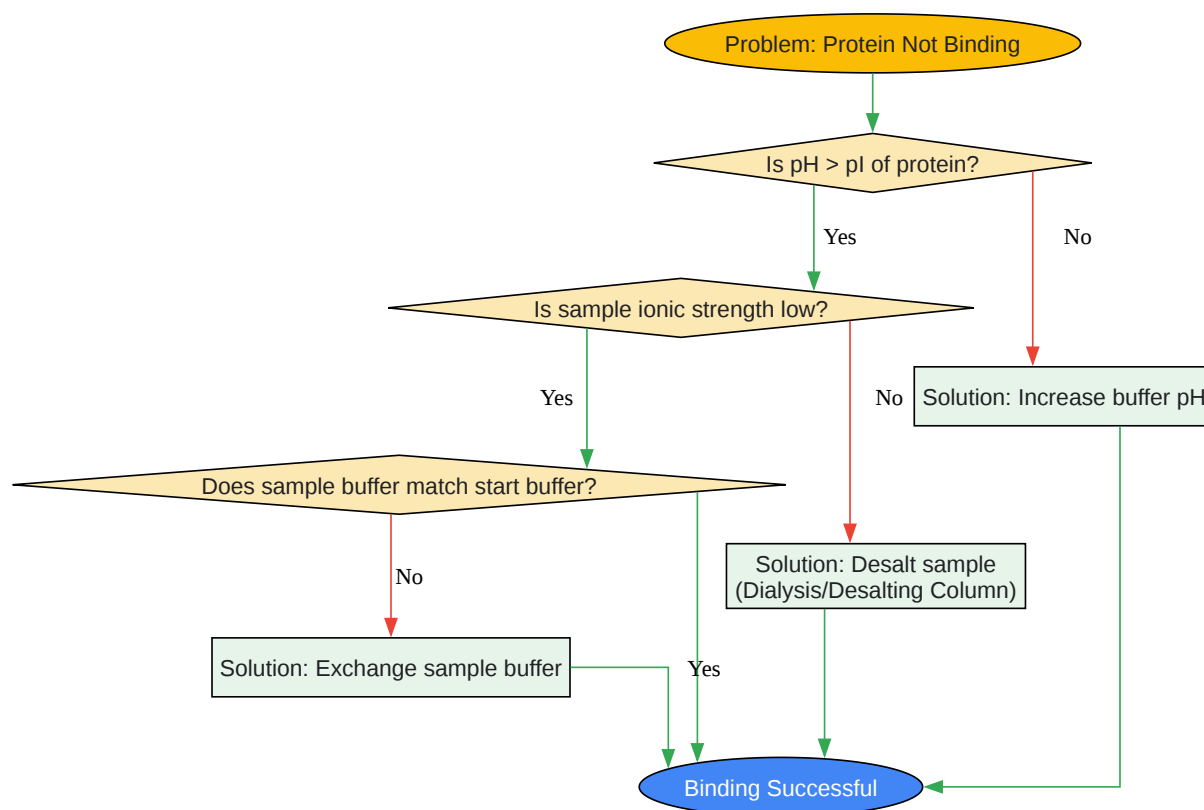 Problem: Protein Not Binding
Is pH > pI of protein?
Yes
No
Is sample ionic strength low?
Yes
No
Solution: Increase buffer pH
Does sample buffer match start buffer?
No
Solution: Desalt sample
(Dialysis/Desalting Column)
Solution: Exchange sample buffer
Yes
Binding Successful